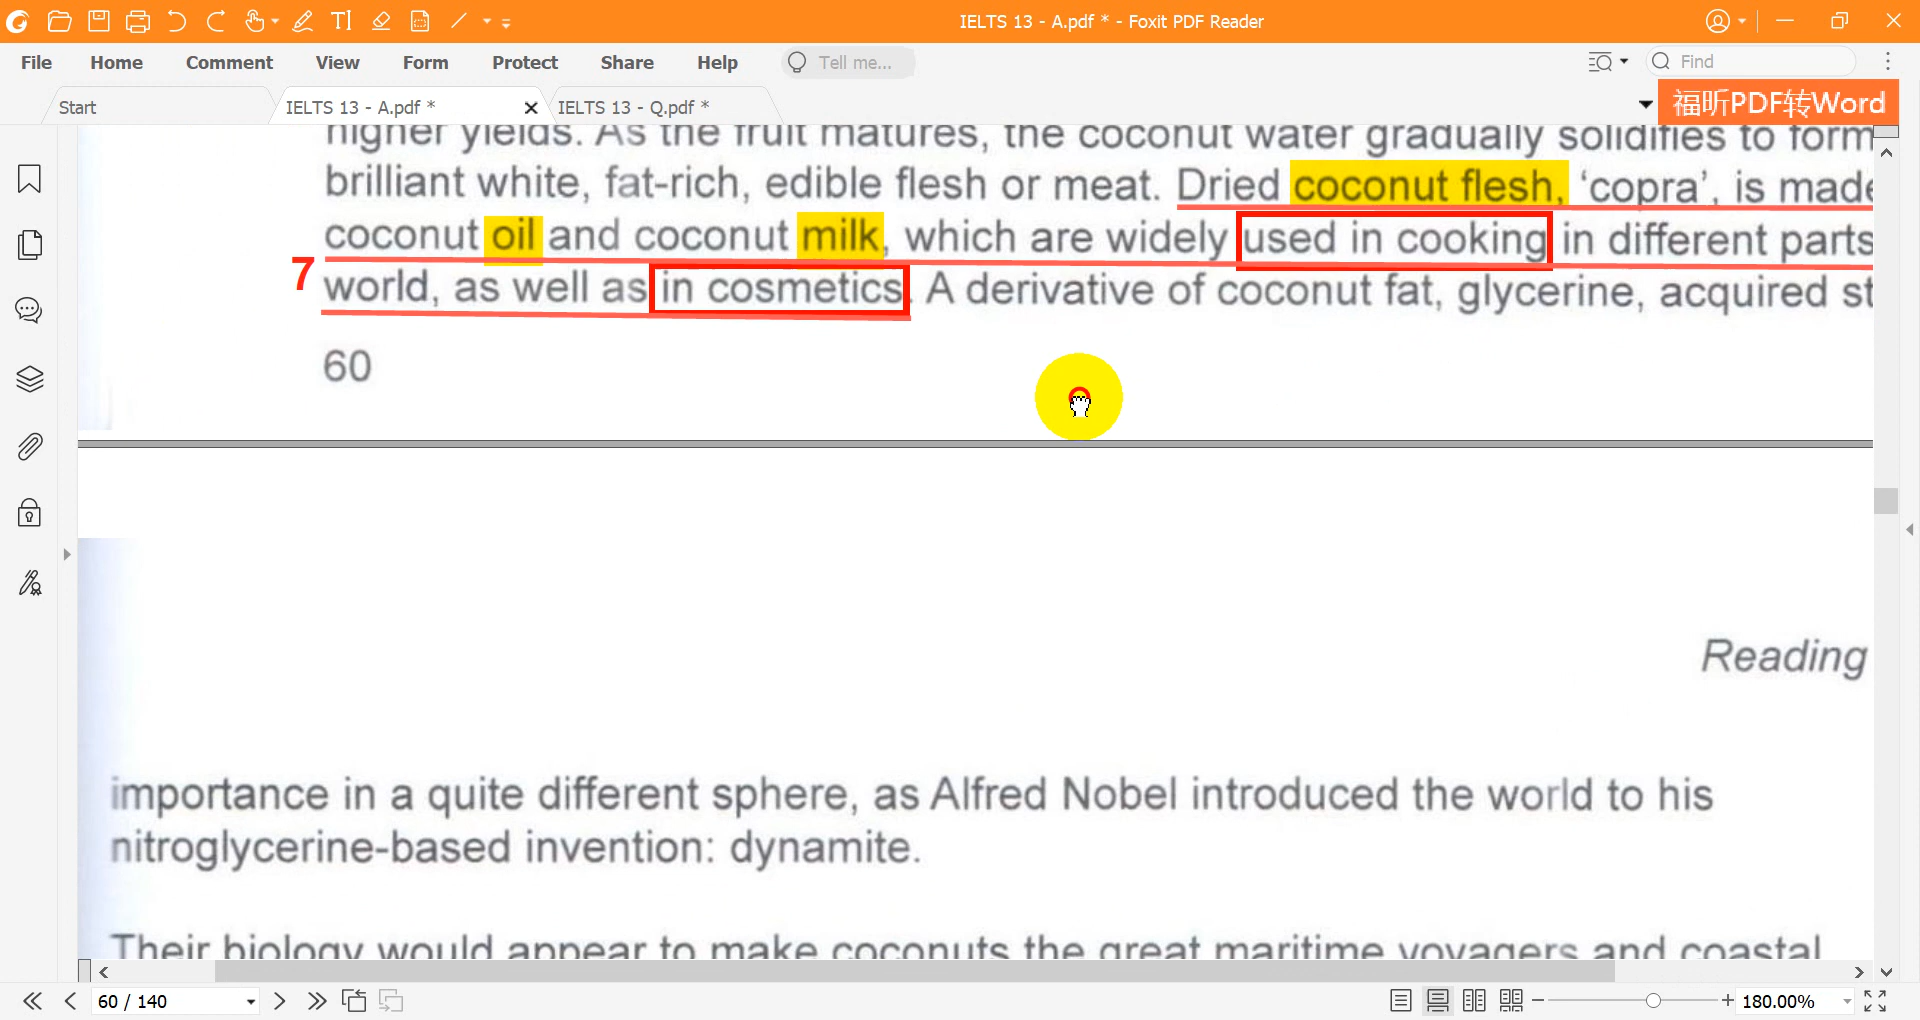 IELTS 13 - A.pdf * - Foxit PDF Reader
File Home Comment View Form Protect Share Help Tell me... Find
Start IELTS 13 - A.pdf * IELTS 13 - Q.pdf * 福昕PDF转Word
higher yields. As the fruit matures, the coconut water gradually solidifies to form
brilliant white, fat-rich, edible flesh or meat. Dried coconut flesh, ‘copra’, is made
coconut oil and coconut milk, which are widely used in cooking in different parts
7 world, as well as in cosmetics. A derivative of coconut fat, glycerine, acquired st
60
Reading
importance in a quite different sphere, as Alfred Nobel introduced the world to his
nitroglycerine-based invention: dynamite.
Their biology would appear to make coconuts the great maritime voyagers and coastal
60 / 140 180.00%